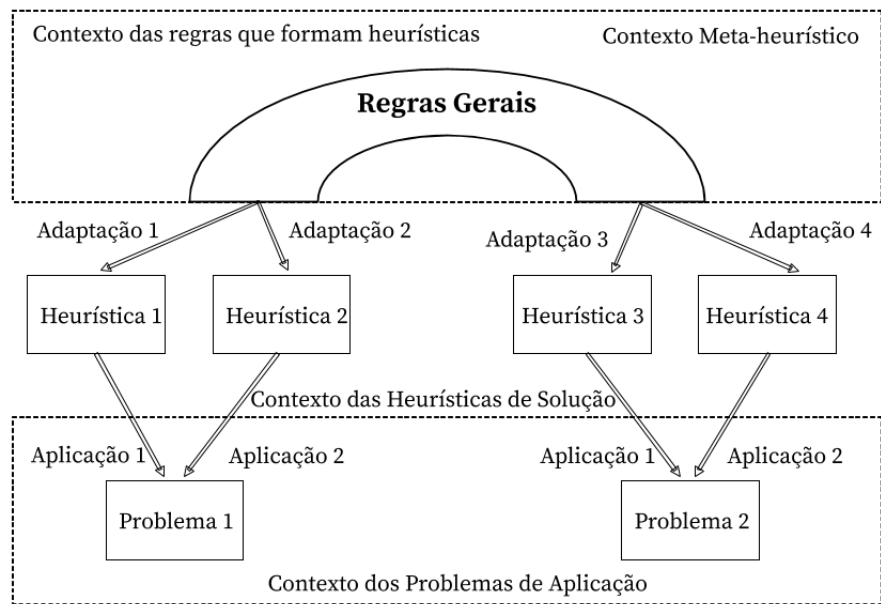 Contexto das regras que formam heurísticas
Contexto Meta-heurístico
Regras Gerais
Adaptação 1
Adaptação 2
Adaptação 3
Adaptação 4
Heurística 1
Heurística 2
Heurística 3
Heurística 4
Contexto das Heurísticas de Solução
Aplicação 1
Aplicação 2
Aplicação 1
Aplicação 2
Problema 1
Problema 2
Contexto dos Problemas de Aplicação